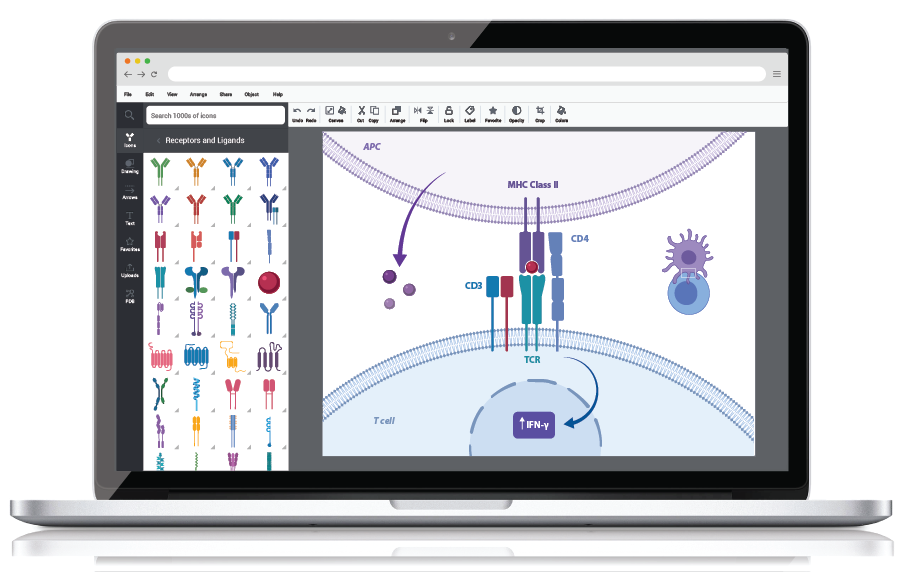 File Edit View Arrange Share Object Help
Search 1000s of icons
Undo Redo Canvas Cut Copy Arrange Flip Lock Label Favorite Opacity Crop Colors
Icons
Receptors and Ligands
Drawing
Arrows
Text
Favorites
Uploads
PDB
APC
MHC Class II
CD4
CD3
TCR
T cell
↑IFN-γ